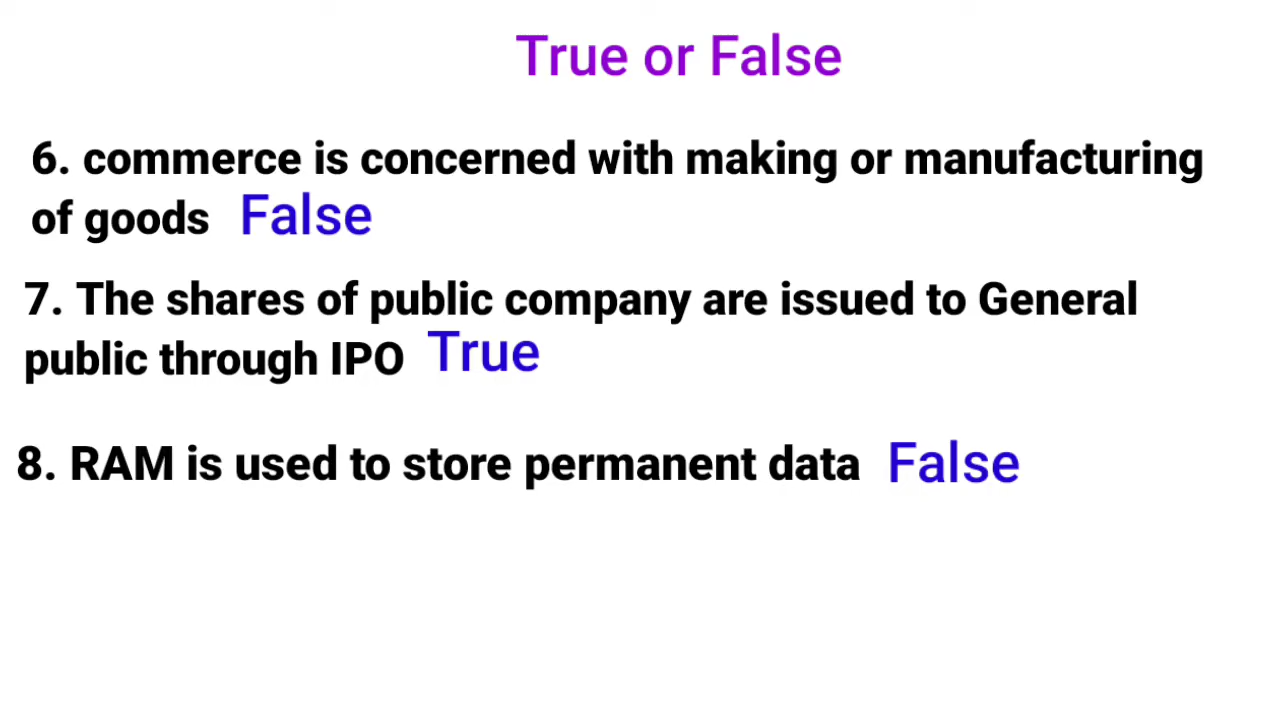 True or False
6. commerce is concerned with making or manufacturing
of goods False
7. The shares of public company are issued to General
public through IPO True
8. RAM is used to store permanent data False